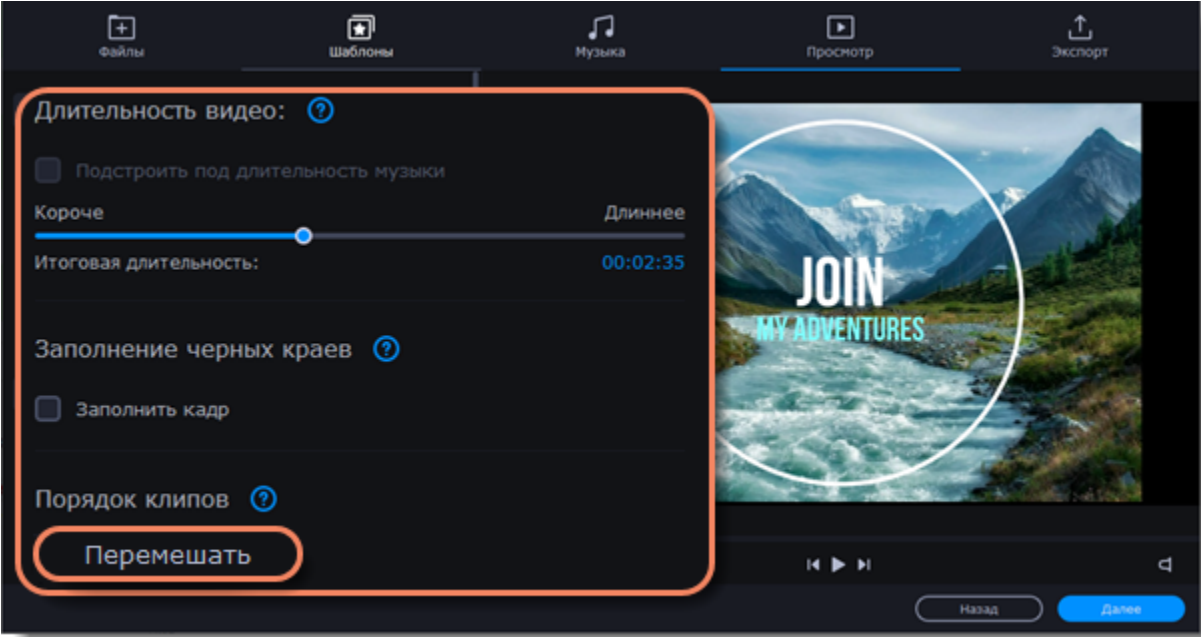 Файлы
Шаблоны
Музыка
Просмотр
Экспорт
Длительность видео: ?
Подстроить под длительность музыки
Короче
Длиннее
Итоговая длительность:
00:02:35
Заполнение черных краев ?
Заполнить кадр
Порядок клипов ?
Перемешать
JOIN
MY ADVENTURES
Назад
Далее